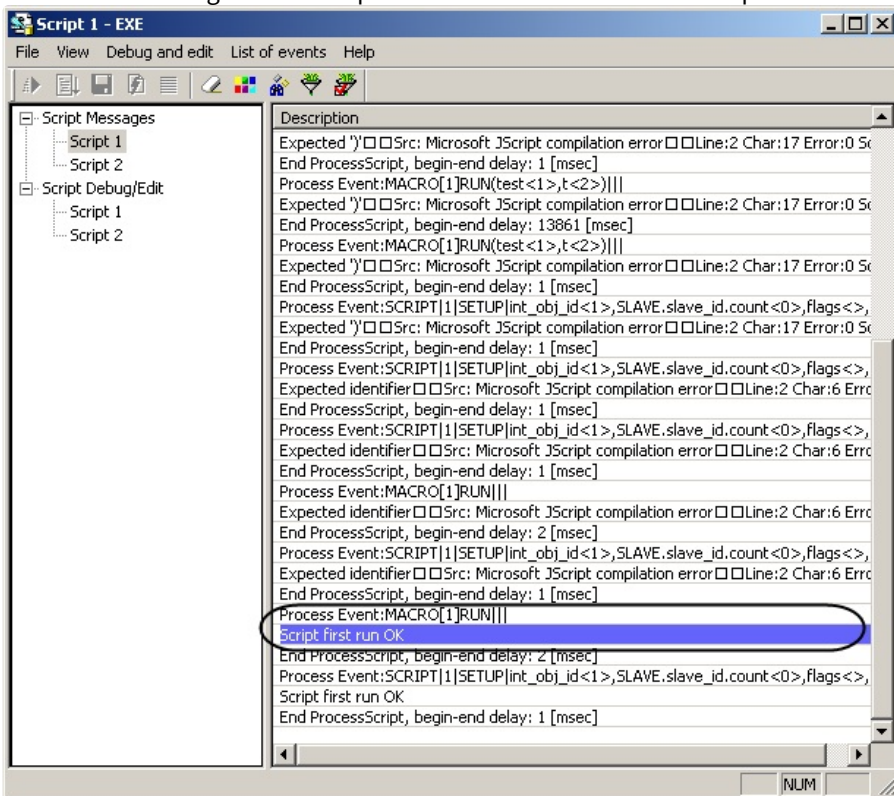 Script 1 - EXE
File View Debug and edit List of events Help
Script Messages
Script 1
Script 2
Script Debug/Edit
Script 1
Script 2
Description
Expected ')'□□Src: Microsoft JScript compilation error□□Line:2 Char:17 Error:0
End ProcessScript, begin-end delay: 1 [msec]
Process Event:MACRO[1]RUN(test<1>,t<2>)|||
Expected ')'□□Src: Microsoft JScript compilation error□□Line:2 Char:17 Error:0
End ProcessScript, begin-end delay: 13861 [msec]
Process Event:MACRO[1]RUN(test<1>,t<2>)|||
Expected ')'□□Src: Microsoft JScript compilation error□□Line:2 Char:17 Error:0
End ProcessScript, begin-end delay: 1 [msec]
Process Event:SCRIPT|1|SETUP|int_obj_id<1>,SLAVE.slave_id.count<0>,flags<>,
Expected ')'□□Src: Microsoft JScript compilation error□□Line:2 Char:17 Error:0
End ProcessScript, begin-end delay: 1 [msec]
Process Event:SCRIPT|1|SETUP|int_obj_id<1>,SLAVE.slave_id.count<0>,flags<>,
Expected identifier□□Src: Microsoft JScript compilation error□□Line:2 Char:6
End ProcessScript, begin-end delay: 1 [msec]
Process Event:SCRIPT|1|SETUP|int_obj_id<1>,SLAVE.slave_id.count<0>,flags<>,
Expected identifier□□Src: Microsoft JScript compilation error□□Line:2 Char:6
End ProcessScript, begin-end delay: 1 [msec]
Process Event:MACRO[1]RUN|||
Expected identifier□□Src: Microsoft JScript compilation error□□Line:2 Char:6
End ProcessScript, begin-end delay: 2 [msec]
Process Event:SCRIPT|1|SETUP|int_obj_id<1>,SLAVE.slave_id.count<0>,flags<>,
Expected identifier□□Src: Microsoft JScript compilation error□□Line:2 Char:6
End ProcessScript, begin-end delay: 1 [msec]
Process Event:MACRO[1]RUN|||
Script first run OK
End ProcessScript, begin-end delay: 2 [msec]
Process Event:SCRIPT|1|SETUP|int_obj_id<1>,SLAVE.slave_id.count<0>,flags<>,
Script first run OK
End ProcessScript, begin-end delay: 1 [msec]
NUM